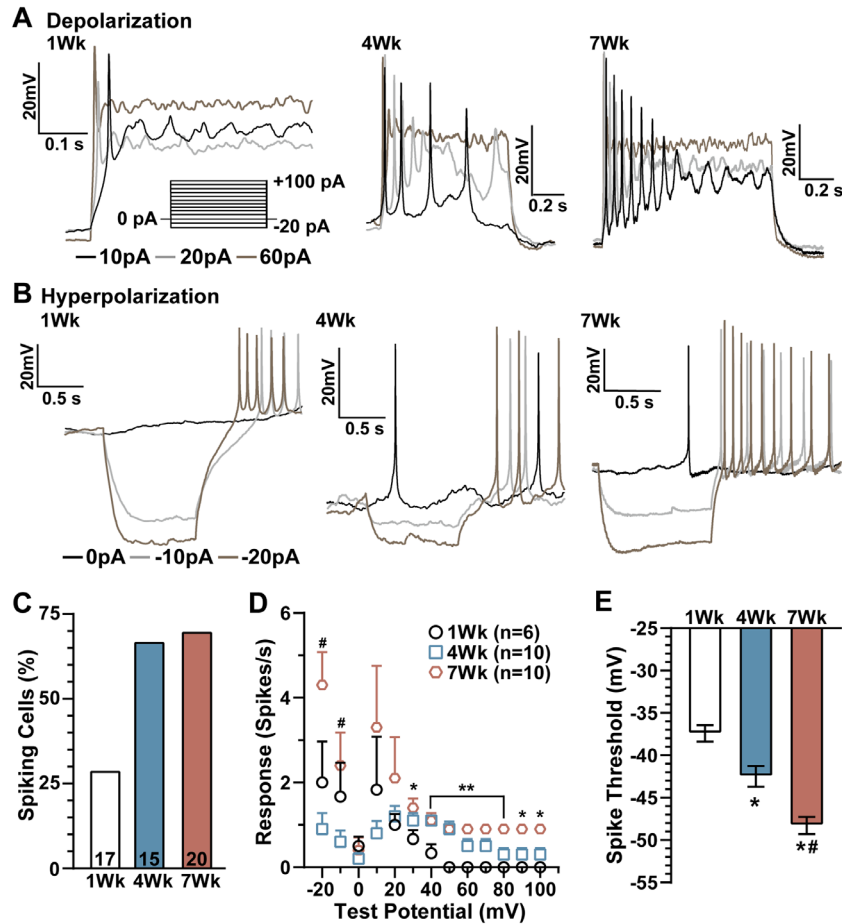 A Depolarization
1Wk 4Wk 7Wk
20mV
0.1 s
+100 pA
0 pA
-20 pA
20mV
0.2 s
20mV
0.2 s
10pA 20pA 60pA
B Hyperpolarization
1Wk 4Wk 7Wk
20mV
0.5 s
20mV
0.5 s
20mV
0.5 s
0pA -10pA -20pA
C
Spiking Cells (%)
75
50
25
0
17 15 20
1Wk 4Wk 7Wk
D
Response (Spikes/s)
6
4
2
0
1Wk (n=6)
4Wk (n=10)
7Wk (n=10)
#
#
*
**
* *
-20 0 20 40 60 80 100
Test Potential (mV)
E
1Wk 4Wk 7Wk
Spike Threshold (mV)
-25
-30
-35
-40
-45
-50
-55
*
*#